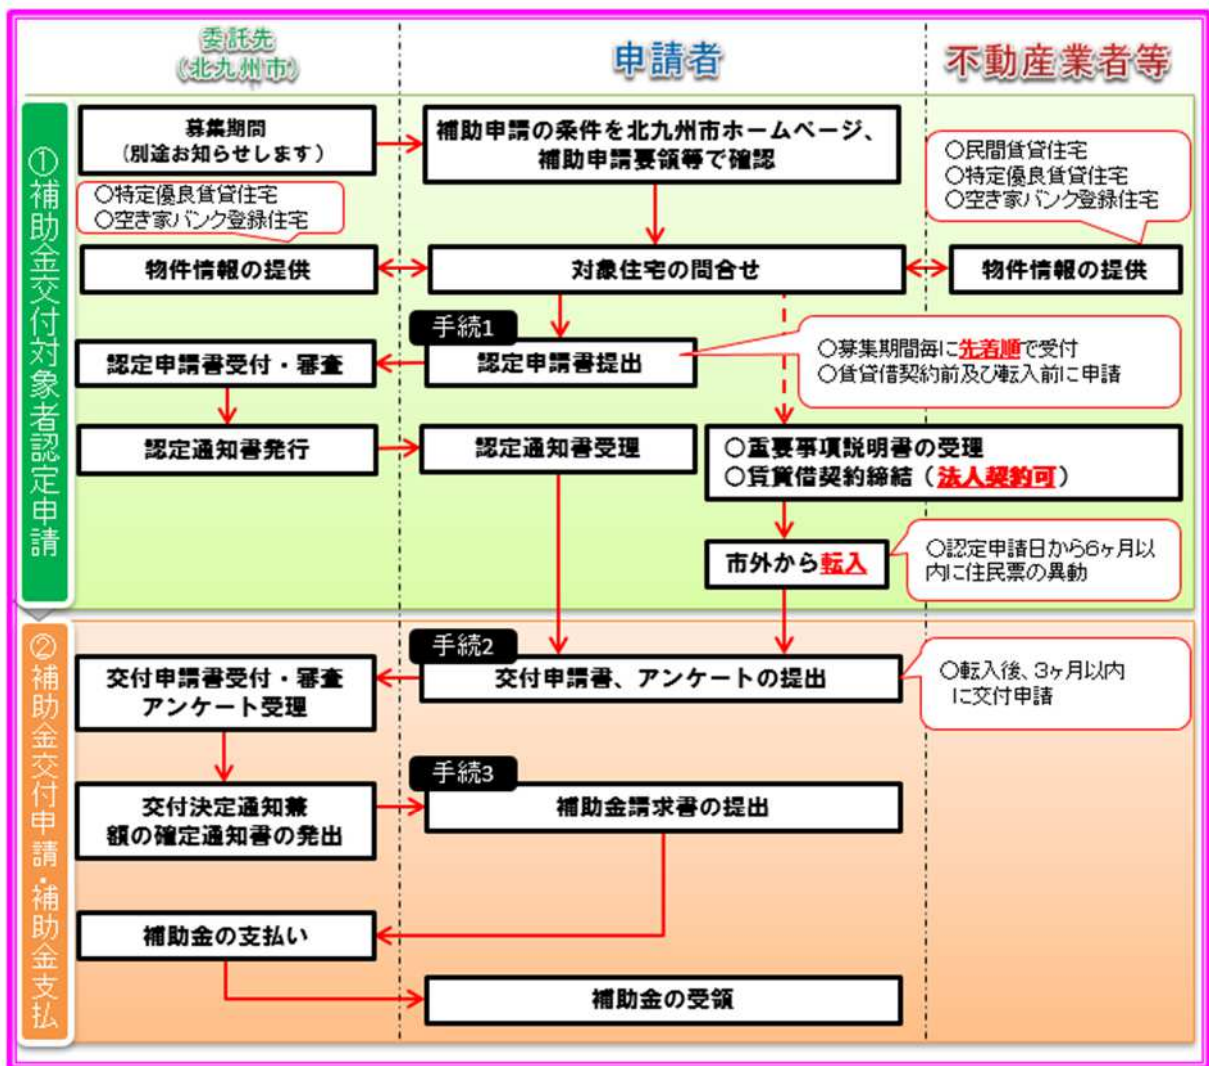 委託先
(北九州市)
申請者
不動産業者等
①補助金交付対象者認定申請
募集期間
(別途お知らせします)
補助申請の条件を北九州市ホームページ、
補助申請要領等で確認
○民間賃貸住宅
○特定優良賃貸住宅
○空き家バンク登録住宅
○特定優良賃貸住宅
○空き家バンク登録住宅
物件情報の提供
対象住宅の問合せ
物件情報の提供
手続1
認定申請書受付・審査
認定申請書提出
○募集期間毎に先着順で受付
○賃貸借契約前及び転入前に申請
認定通知書発行
認定通知書受理
○重要事項説明書の受理
○賃貸借契約締結(法人契約可)
市外から転入
○認定申請日から6ヶ月以
内に住民票の異動
②補助金交付申請・補助金支払
手続2
交付申請書受付・審査
アンケート受理
交付申請書、アンケートの提出
○転入後、3ヶ月以内
に交付申請
手続3
交付決定通知兼
額の確定通知書の発出
補助金請求書の提出
補助金の支払い
補助金の受領